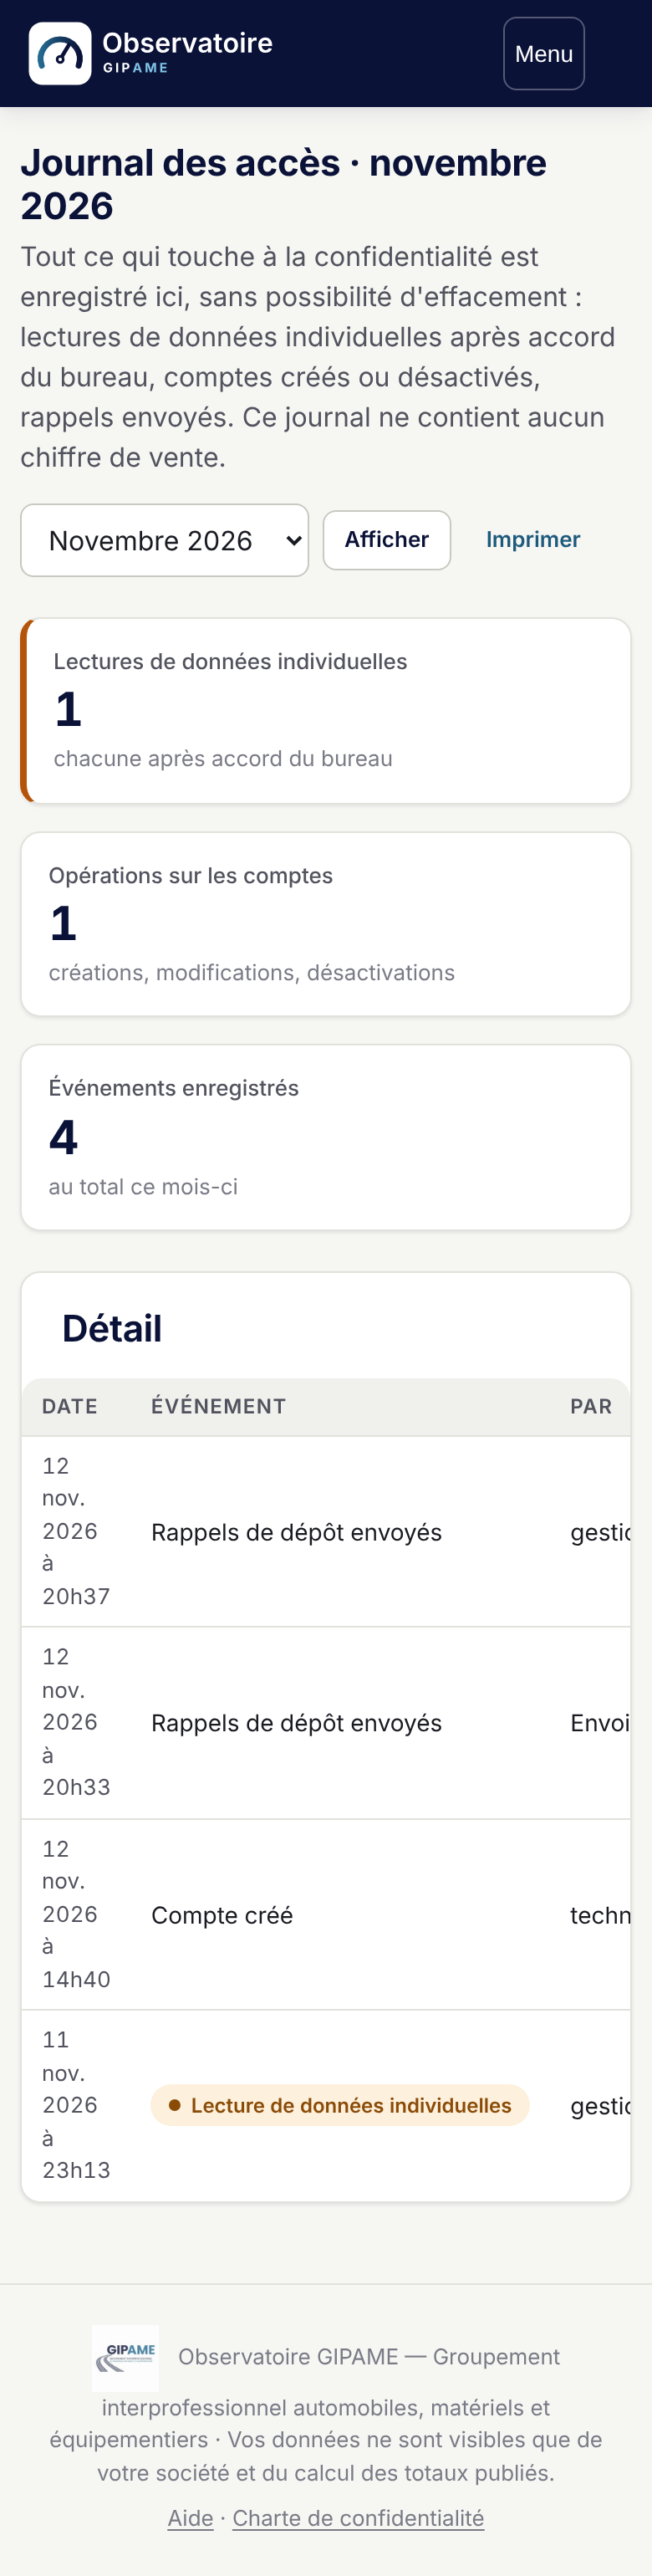 Observatoire
GIPAME
Menu
Journal des accès · novembre
2026
Tout ce qui touche à la confidentialité est
enregistré ici, sans possibilité d'effacement :
lectures de données individuelles après accord
du bureau, comptes créés ou désactivés,
rappels envoyés. Ce journal ne contient aucun
chiffre de vente.
Novembre 2026
Afficher
Imprimer
Lectures de données individuelles
1
chacune après accord du bureau
Opérations sur les comptes
1
créations, modifications, désactivations
Événements enregistrés
4
au total ce mois-ci
Détail
DATE ÉVÉNEMENT PAR
12
nov.
2026
à
20h37
Rappels de dépôt envoyés
12
nov.
2026
à
20h33
Rappels de dépôt envoyés
Envoi
12
nov.
2026
à
14h40
Compte créé
techn
11
nov.
2026
à
23h13
Lecture de données individuelles
GIPAME
Observatoire GIPAME — Groupement
interprofessionnel automobiles, matériels et
équipementiers · Vos données ne sont visibles que de
votre société et du calcul des totaux publiés.
Aide · Charte de confidentialité